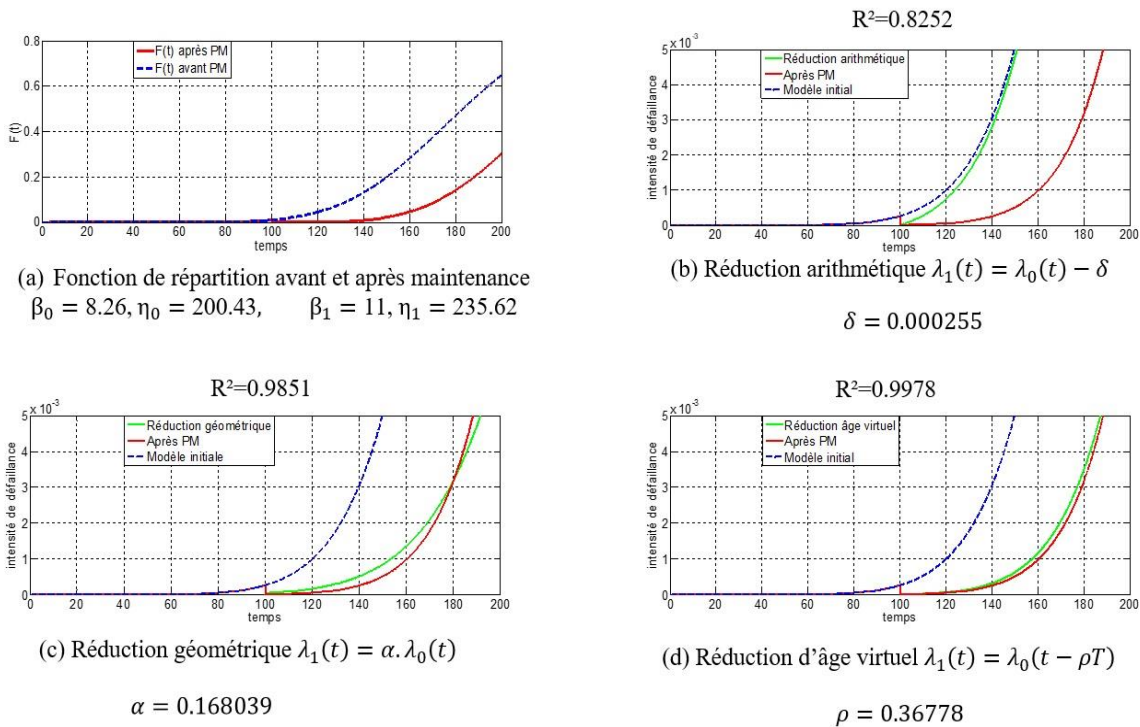 0.8
0.6
0.4
0.2
0
F(t)
F(t) après PM
F(t) avant PM
0 20 40 60 80 100 120 140 160 180 200
temps
(a) Fonction de répartition avant et après maintenance
β₀ = 8.26, η₀ = 200.43, β₁ = 11, η₁ = 235.62
R²=0.8252
x 10⁻³
5
4
3
2
1
0
intensité de défaillance
Réduction arithmétique
Après PM
Modèle initial
0 20 40 60 80 100 120 140 160 180 200
temps
(b) Réduction arithmétique λ₁(t) = λ₀(t) − δ
δ = 0.000255
R²=0.9851
x 10⁻³
5
4
3
2
1
0
intensité de défaillance
Réduction géométrique
Après PM
Modèle initiale
0 20 40 60 80 100 120 140 160 180 200
temps
(c) Réduction géométrique λ₁(t) = α. λ₀(t)
α = 0.168039
R²=0.9978
x 10⁻³
5
4
3
2
1
0
intensité de défaillance
Réduction âge virtuel
Après PM
Modèle initial
0 20 40 60 80 100 120 140 160 180 200
temps
(d) Réduction d’âge virtuel λ₁(t) = λ₀(t − ρT)
ρ = 0.36778